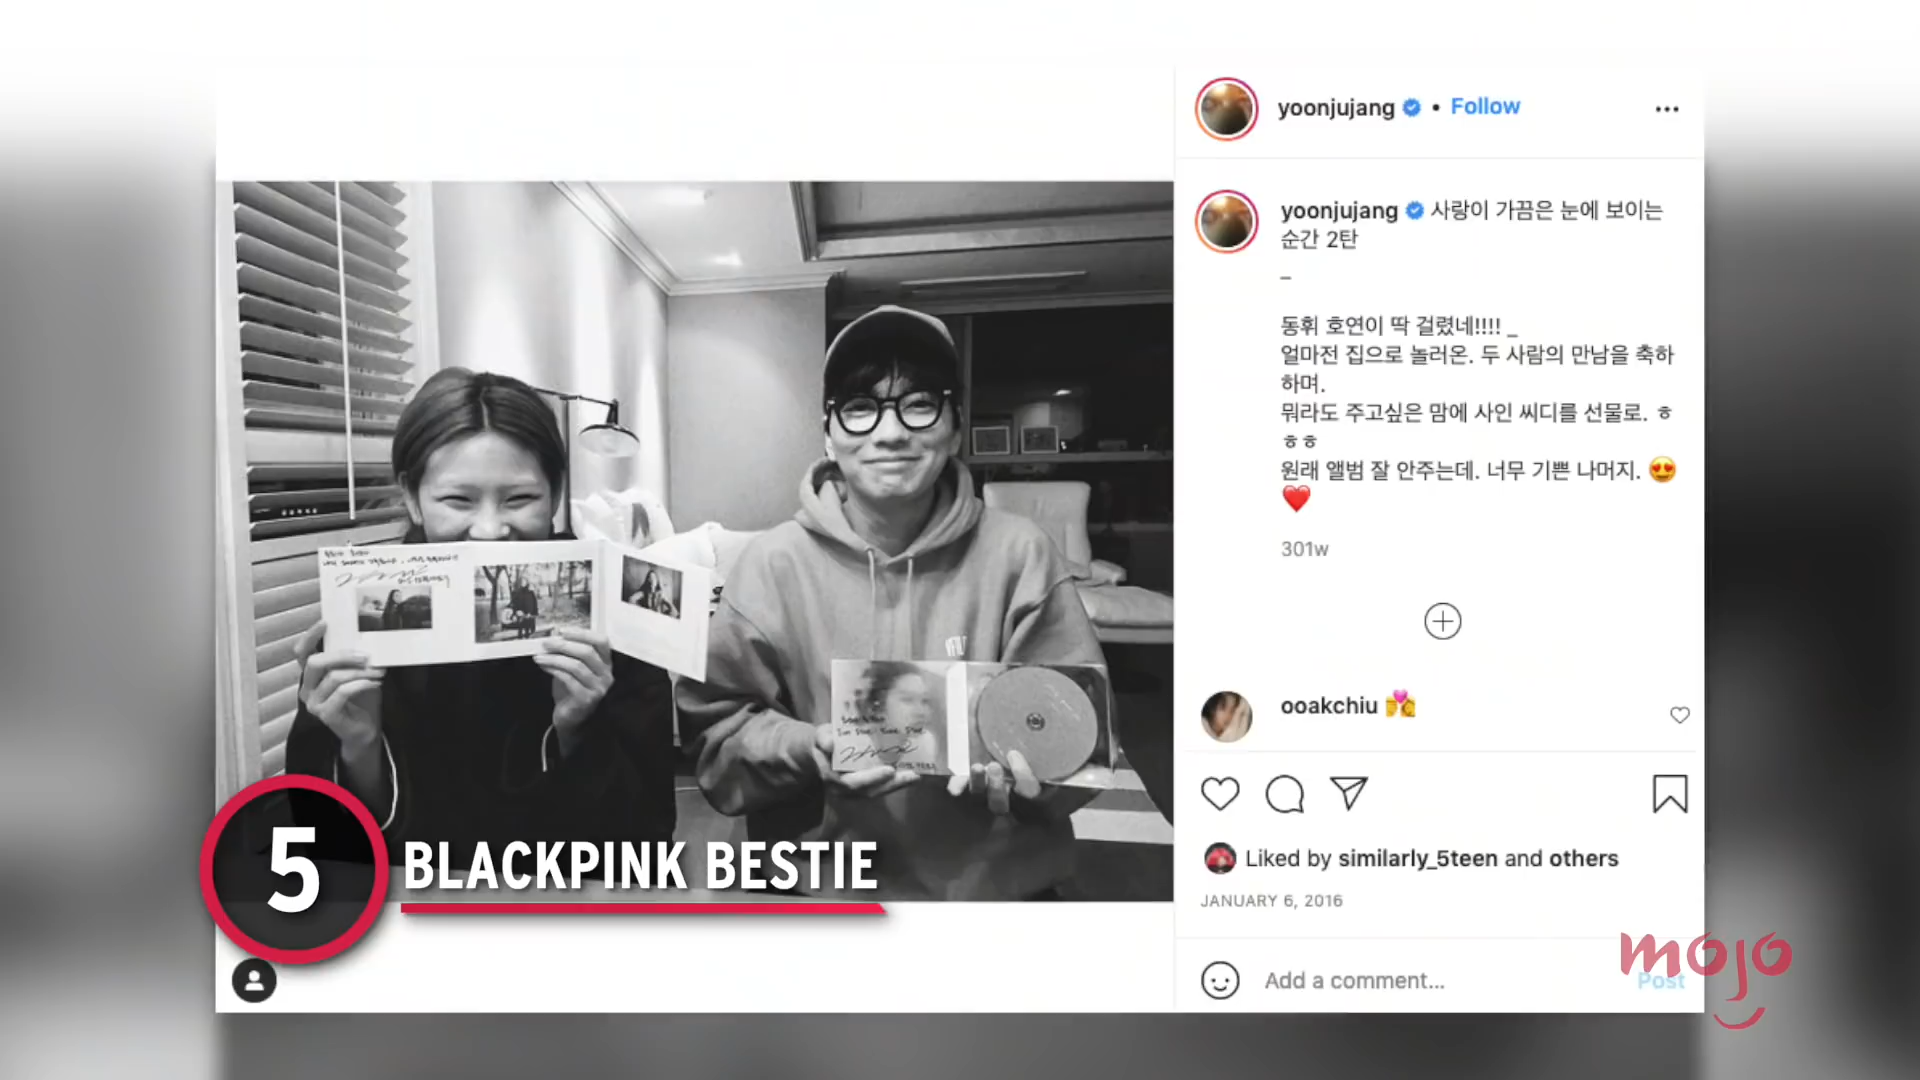 yoonjujang • Follow
yoonjujang 사랑이 가끔은 눈에 보이는
순간 2탄
_
동휘 호연이 딱 걸렸네!!!! _
얼마전 집으로 놀러온. 두 사람의 만남을 축하
하며.
뭐라도 주고싶은 맘에 사인 씨디를 선물로. ㅎ
ㅎㅎ
원래 앨범 잘 안주는데. 너무 기쁜 나머지. 😍
❤️
301w
ooakchiu 💏
Liked by similarly_5teen and others
JANUARY 6, 2016
Add a comment...
Post
5
BLACKPINK BESTIE
mojo